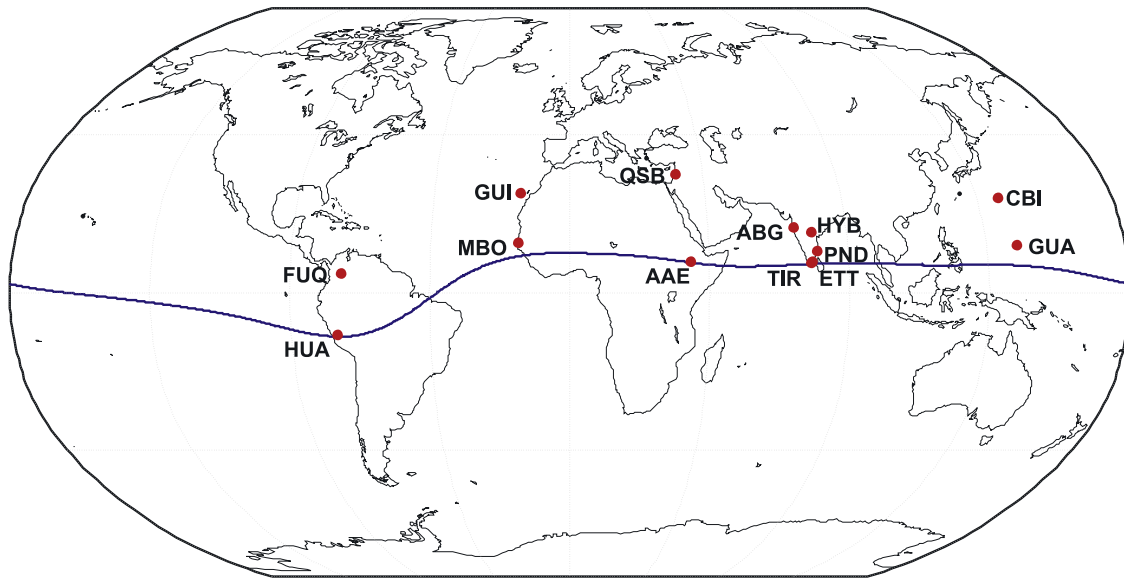 QSB
GUI
CBI
ABG
HYB
MBO
GUA
PND
AAE
TIR
ETT
FUQ
HUA